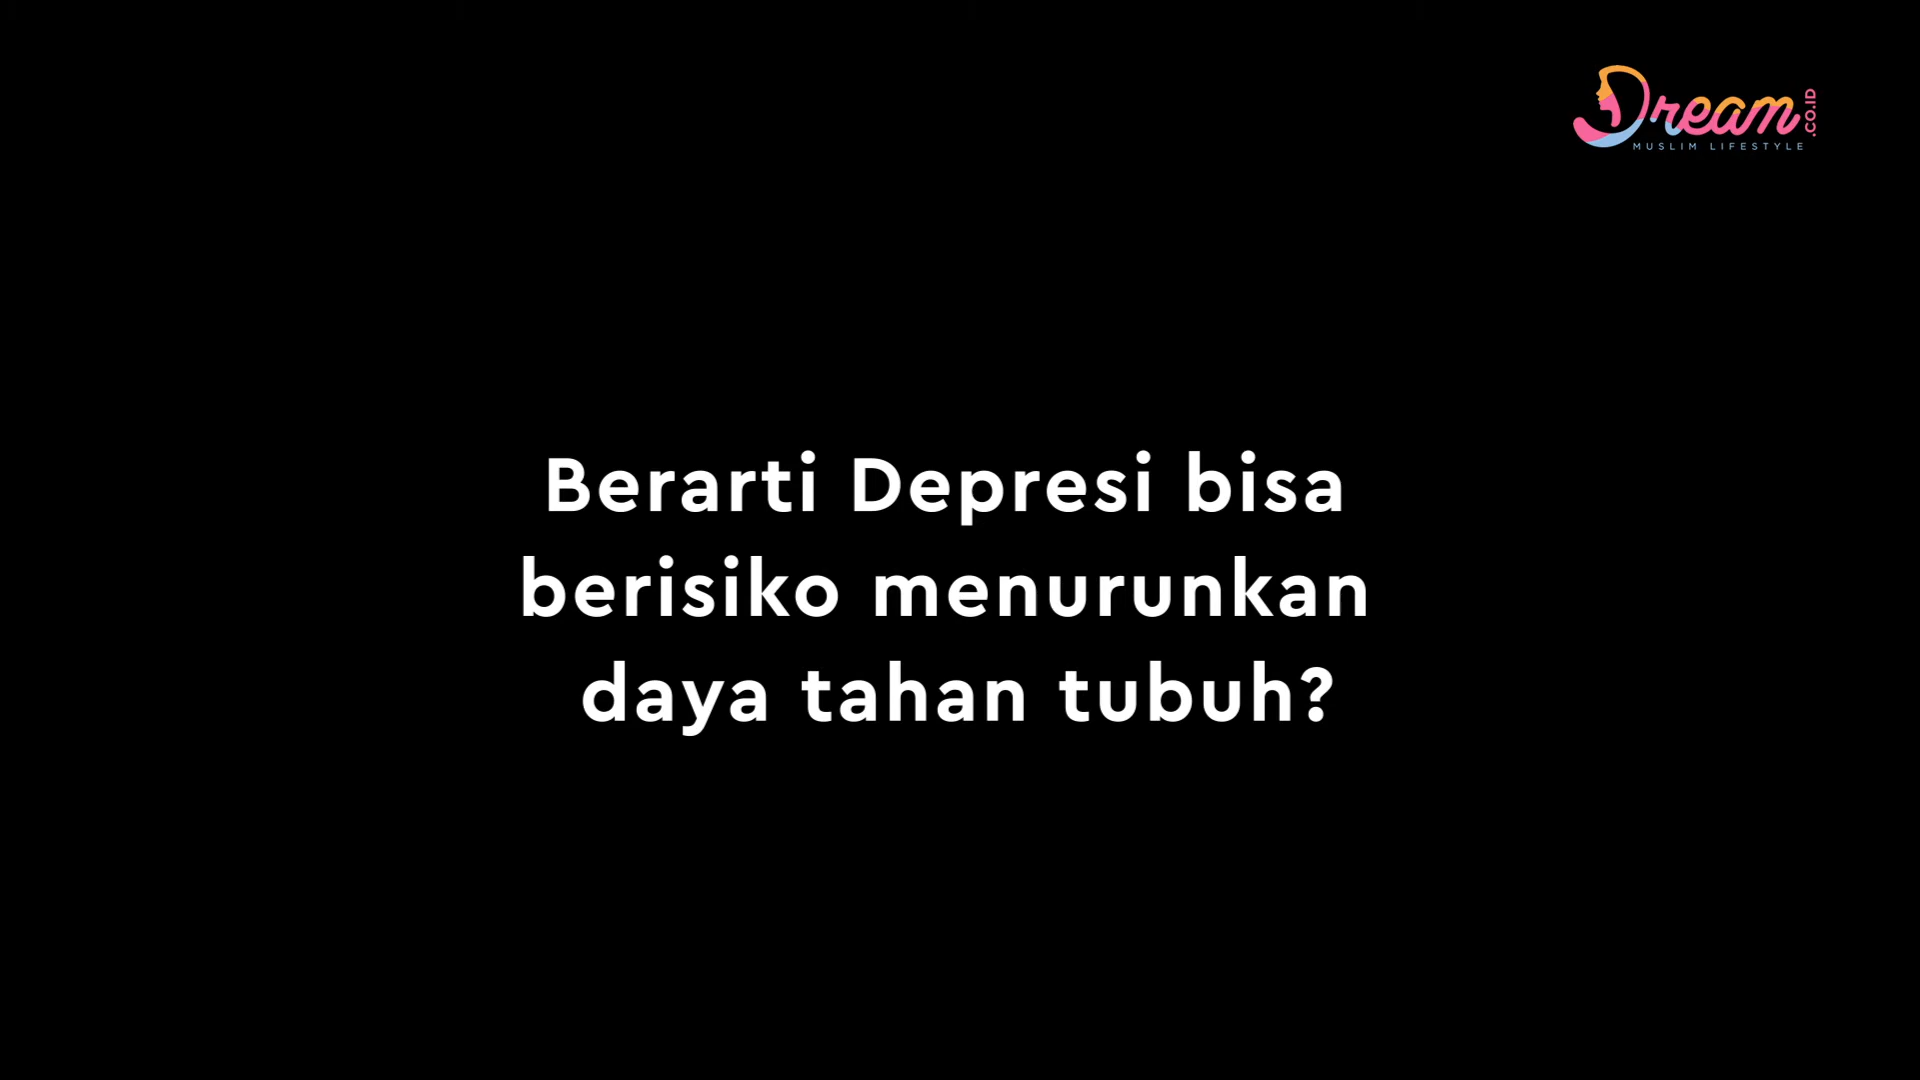 Dream.CO.ID
MUSLIM LIFESTYLE
Berarti Depresi bisa
berisiko menurunkan
daya tahan tubuh?